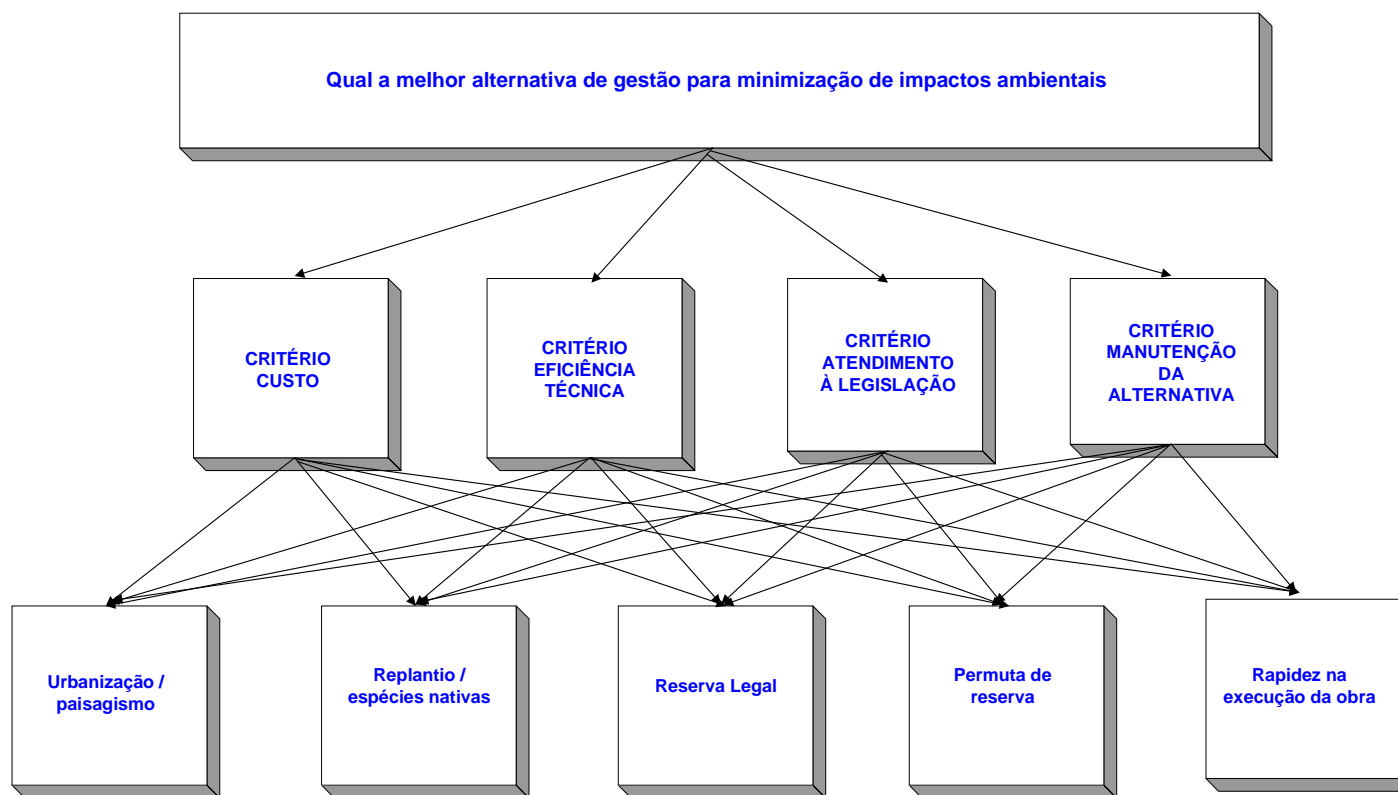 Qual a melhor alternativa de gestão para minimização de impactos ambientais
CRITÉRIO
CUSTO
CRITÉRIO
EFICIÊNCIA
TÉCNICA
CRITÉRIO
ATENDIMENTO
À LEGISLAÇÃO
CRITÉRIO
MANUTENÇÃO
DA
ALTERNATIVA
Urbanização /
paisagismo
Replantio /
espécies nativas
Reserva Legal
Permuta de
reserva
Rapidez na
execução da obra